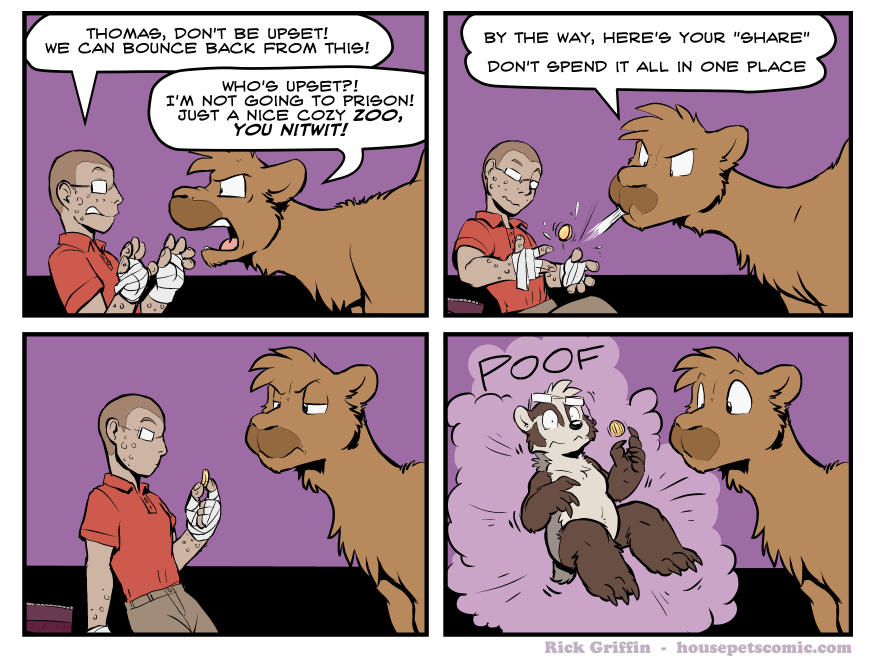 THOMAS, DON'T BE UPSET!
WE CAN BOUNCE BACK FROM THIS!
WHO'S UPSET?!
I'M NOT GOING TO PRISON!
JUST A NICE COZY ZOO,
YOU NITWIT!
BY THE WAY, HERE'S YOUR "SHARE"
DON'T SPEND IT ALL IN ONE PLACE
POOF
Rick Griffin - housepetscomic.com